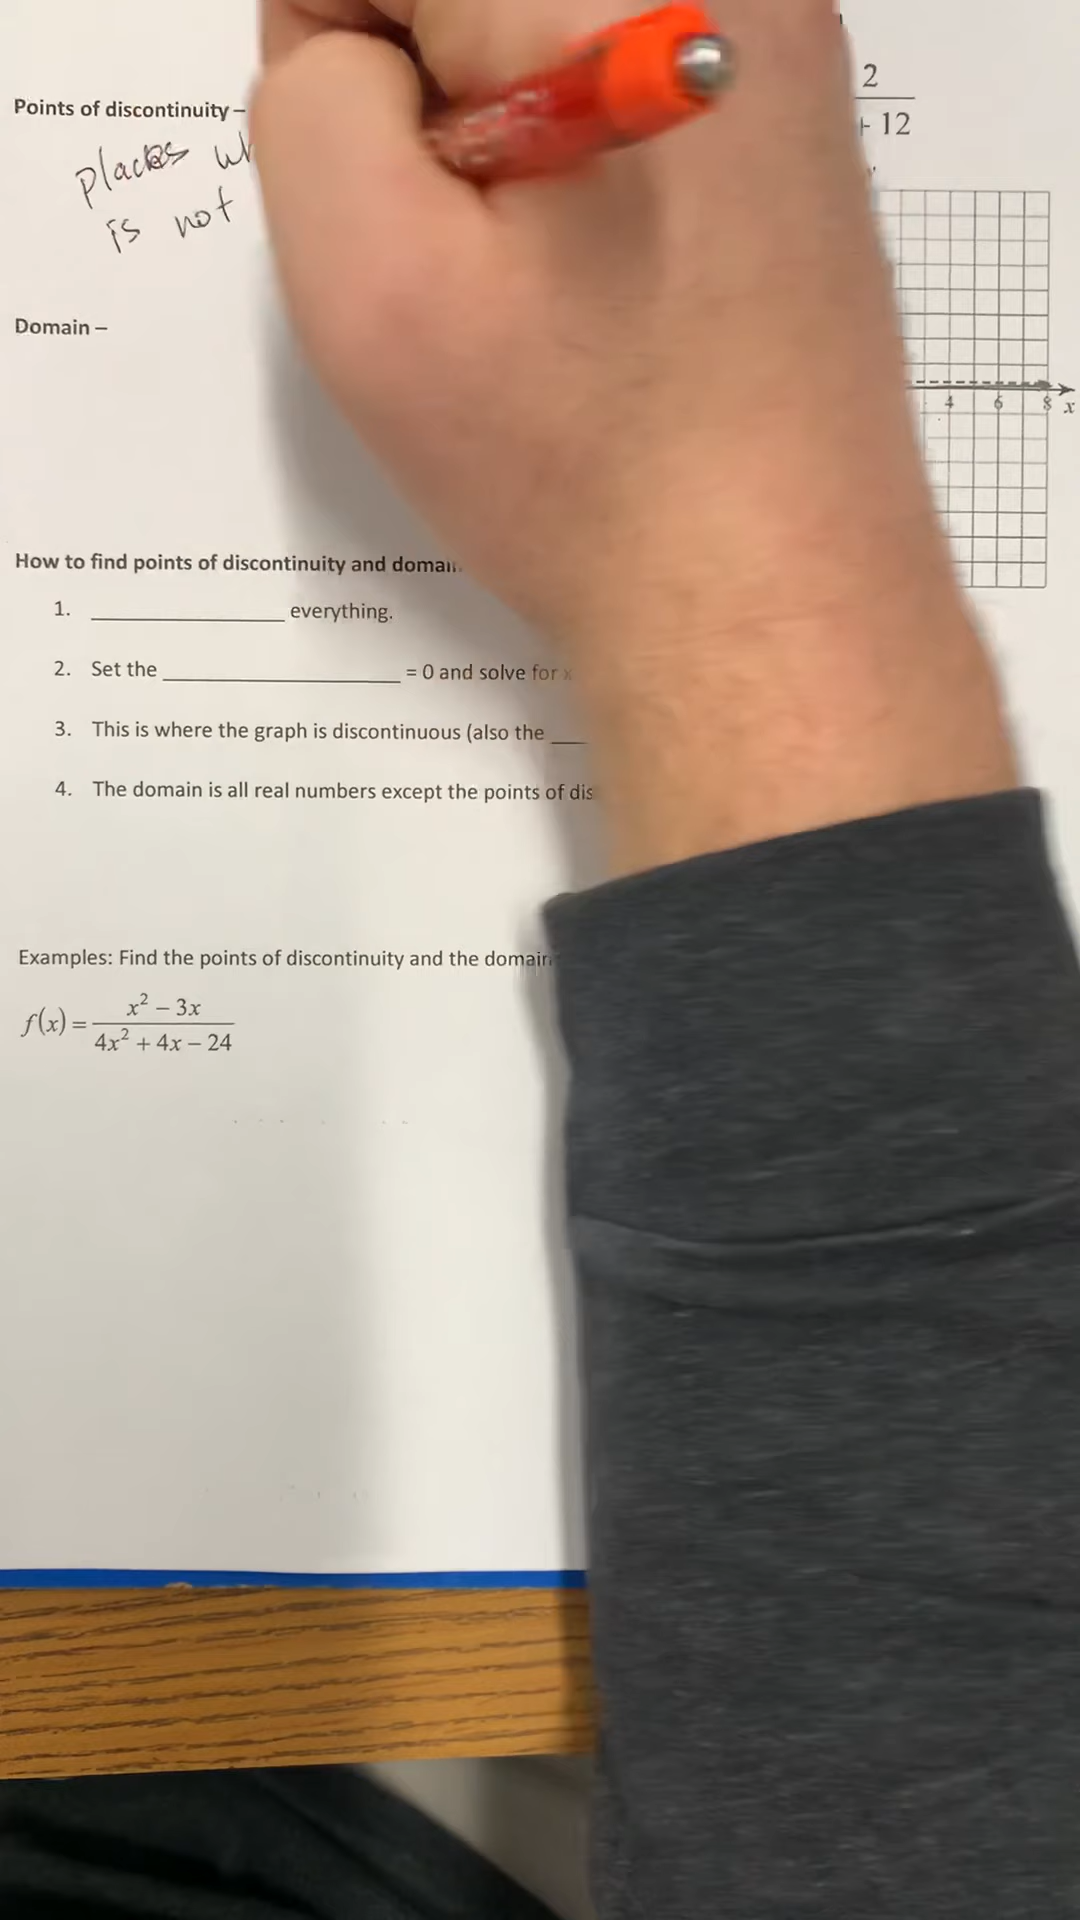 2
+ 12
Points of discontinuity –
places
is not
Domain –
4 6 8 x
How to find points of discontinuity and
1. ____ everything.
2. Set the ____ = 0 and solve for x
3. This is where the graph is discontinuous (also the ____
4. The domain is all real numbers except the points of
Examples: Find the points of discontinuity and the domain
f(x) = x² – 3x
4x² + 4x – 24